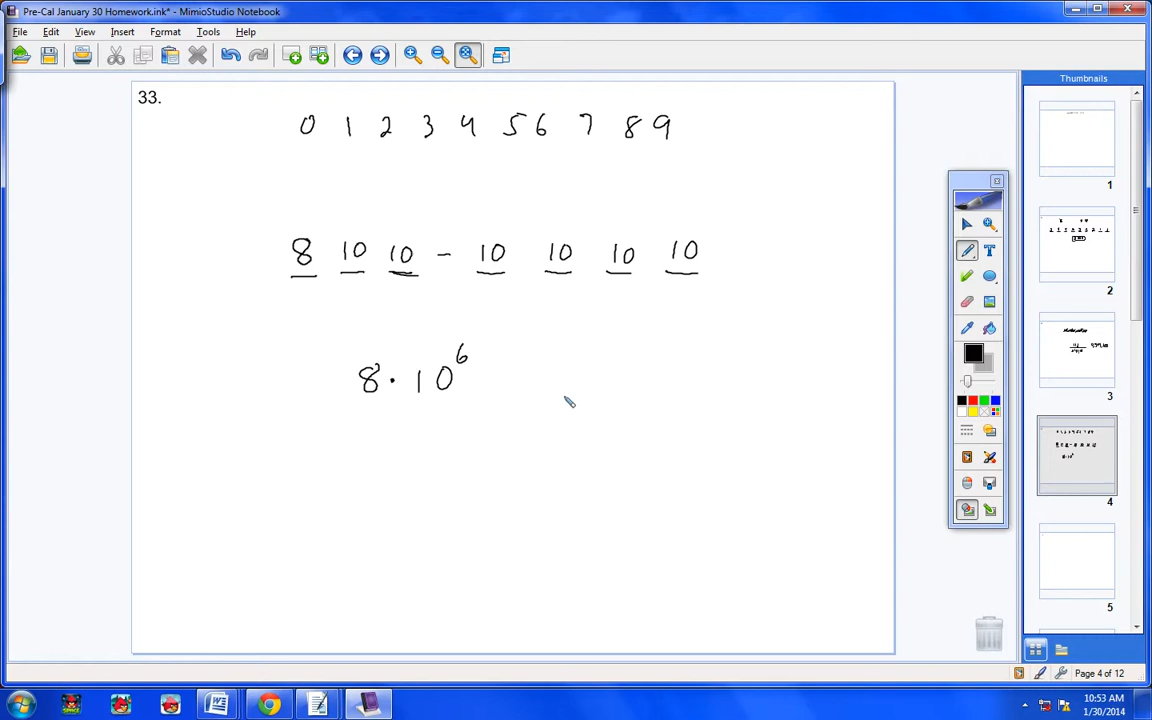 Pre-Cal January 30 Homework.ink* - MimioStudio Notebook
File Edit View Insert Format Tools Help
Thumbnails
33.
0 1 2 3 4 5 6 7 8 9
8 10 10 - 10 10 10 10
8 · 10^6
1
2
3
4
5
Page 4 of 12
10:53 AM
1/30/2014